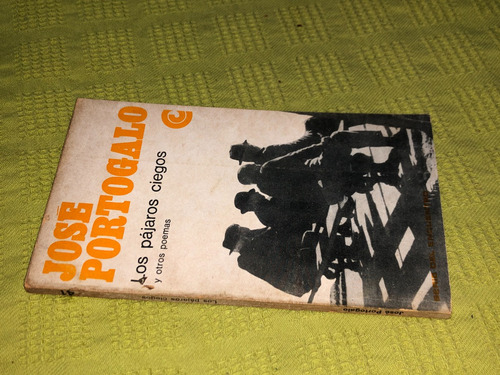 JOSE
PORTOGALO
Los pájaros ciegos
y otros poemas
Los pájaros ciegos
José Portogalo